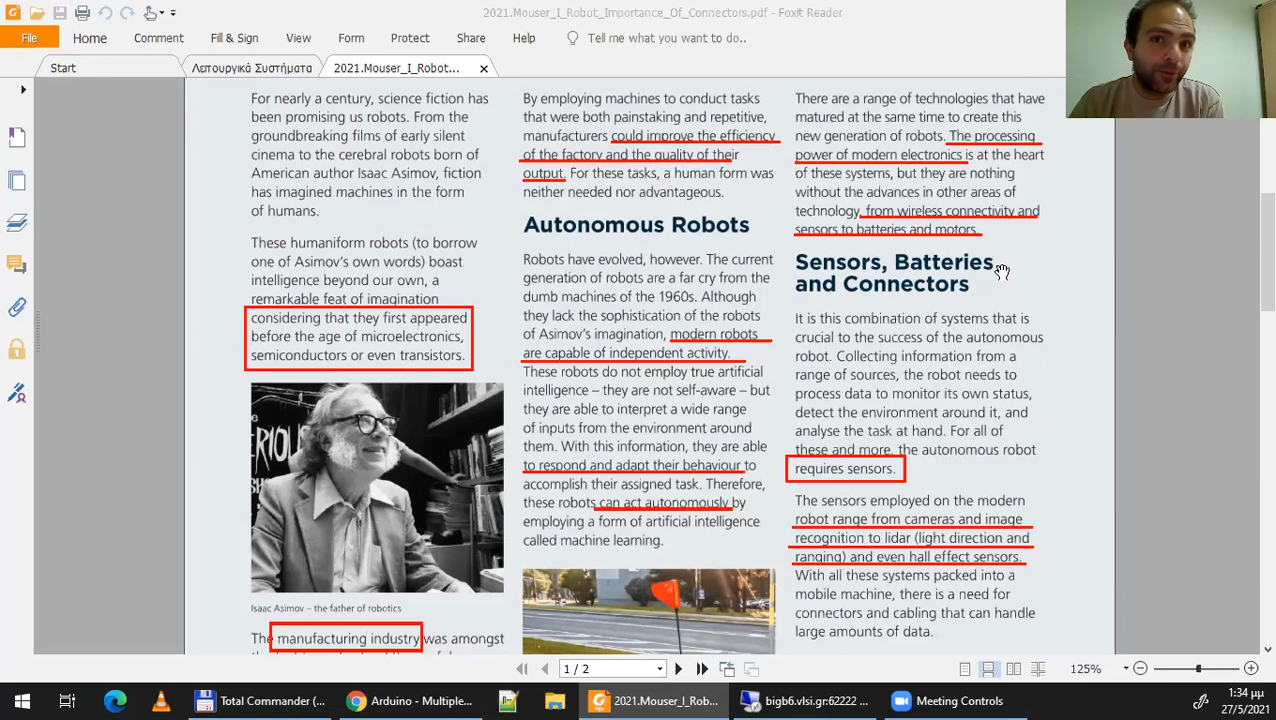 2021.Mouser_I_Robot_Importance_Of_Connectors.pdf - Foxit Reader
File
Home
Comment
Fill & Sign
View
Form
Protect
Share
Help
Tell me what you want to do..
Start
Λειτουργικά Συστήματα
2021.Mouser_I_Robot...
For nearly a century, science fiction has
been promising us robots. From the
groundbreaking films of early silent
cinema to the cerebral robots born of
American author Isaac Asimov, fiction
has imagined machines in the form
of humans.
These humaniform robots (to borrow
one of Asimov's own words) boast
intelligence beyond our own, a
remarkable feat of imagination
considering that they first appeared
before the age of microelectronics,
semiconductors or even transistors.
Isaac Asimov – the father of robotics
The manufacturing industry was amongst
By employing machines to conduct tasks
that were both painstaking and repetitive,
manufacturers could improve the efficiency
of the factory and the quality of their
output. For these tasks, a human form was
neither needed nor advantageous.
Autonomous Robots
Robots have evolved, however. The current
generation of robots are a far cry from the
dumb machines of the 1960s. Although
they lack the sophistication of the robots
of Asimov's imagination, modern robots
are capable of independent activity.
These robots do not employ true artificial
intelligence – they are not self-aware – but
they are able to interpret a wide range
of inputs from the environment around
them. With this information, they are able
to respond and adapt their behaviour to
accomplish their assigned task. Therefore,
these robots can act autonomously by
employing a form of artificial intelligence
called machine learning.
There are a range of technologies that have
matured at the same time to create this
new generation of robots. The processing
power of modern electronics is at the heart
of these systems, but they are nothing
without the advances in other areas of
technology, from wireless connectivity and
sensors to batteries and motors.
Sensors, Batteries
and Connectors
It is this combination of systems that is
crucial to the success of the autonomous
robot. Collecting information from a
range of sources, the robot needs to
process data to monitor its own status,
detect the environment around it, and
analyse the task at hand. For all of
these and more, the autonomous robot
requires sensors.
The sensors employed on the modern
robot range from cameras and image
recognition to lidar (light direction and
ranging) and even hall effect sensors.
With all these systems packed into a
mobile machine, there is a need for
connectors and cabling that can handle
large amounts of data.
1 / 2
125%
Total Commander (...
Arduino - Multiple...
2021.Mouser_I_Rob...
bigb6.vlsi.gr:62222 ...
Meeting Controls
1:34 μμ
27/5/2021